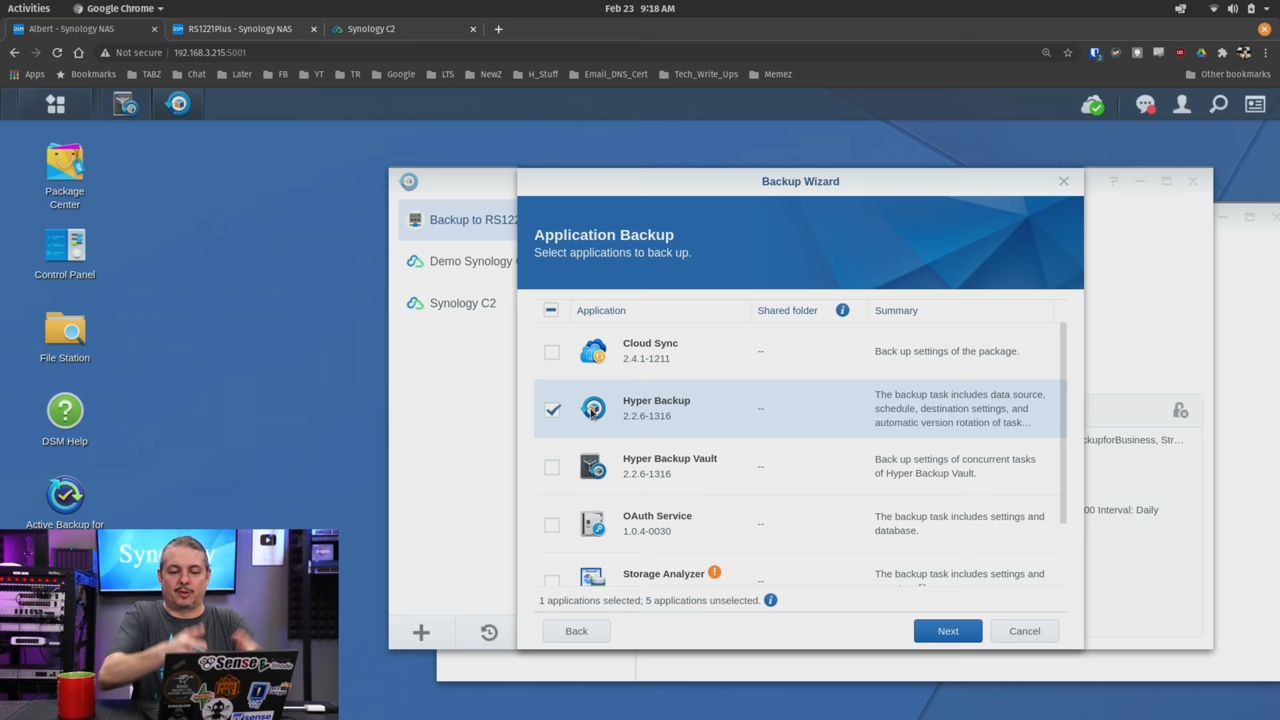 Activities
Google Chrome
Feb 23 9:18 AM
Albert - Synology NAS
RS1221Plus - Synology NAS
Synology C2
Not secure 192.168.3.215:5001
Apps
Bookmarks
TABZ
Chat
Later
FB
YT
TR
Google
LTS
NewZ
H_Stuff
Email_DNS_Cert
Tech_Write_Ups
Memez
Other bookmarks
Package
Center
Control Panel
File Station
DSM Help
Active Backup for
Backup to RS122
Demo Synology
Synology C2
Backup Wizard
Application Backup
Select applications to back up.
Application Shared folder Summary
Cloud Sync
2.4.1-1211
--
Back up settings of the package.
Hyper Backup
2.2.6-1316
--
The backup task includes data source,
schedule, destination settings, and
automatic version rotation of task…
Hyper Backup Vault
2.2.6-1316
--
Back up settings of concurrent tasks
of Hyper Backup Vault.
OAuth Service
1.0.4-0030
--
The backup task includes settings and
database.
Storage Analyzer
The backup task includes settings and
1 applications selected; 5 applications unselected.
Back
Next
Cancel
ckupforBusiness, Str…
00 Interval: Daily
Synology
Sense
linode